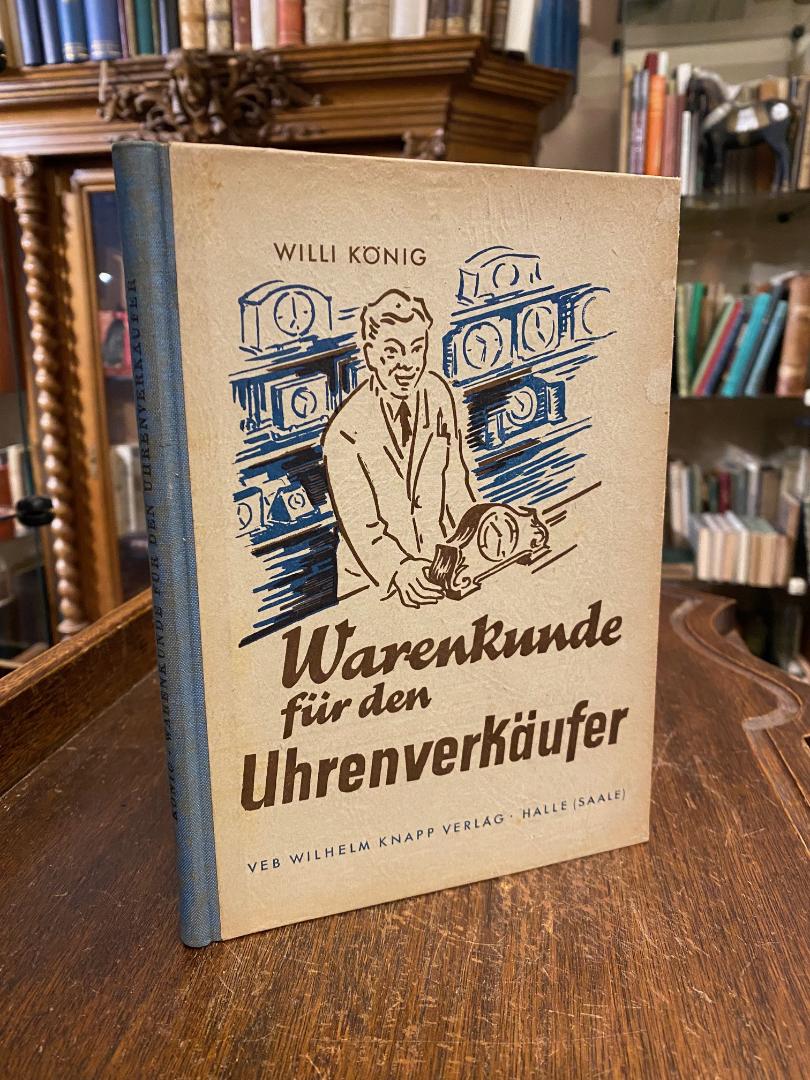 WILLI KÖNIG
Warenkunde
für den
Uhrenverkäufer
VEB WILHELM KNAPP VERLAG · HALLE (SAALE)
KÖNIG · WARENKUNDE FÜR DEN UHRENVERKÄUFER